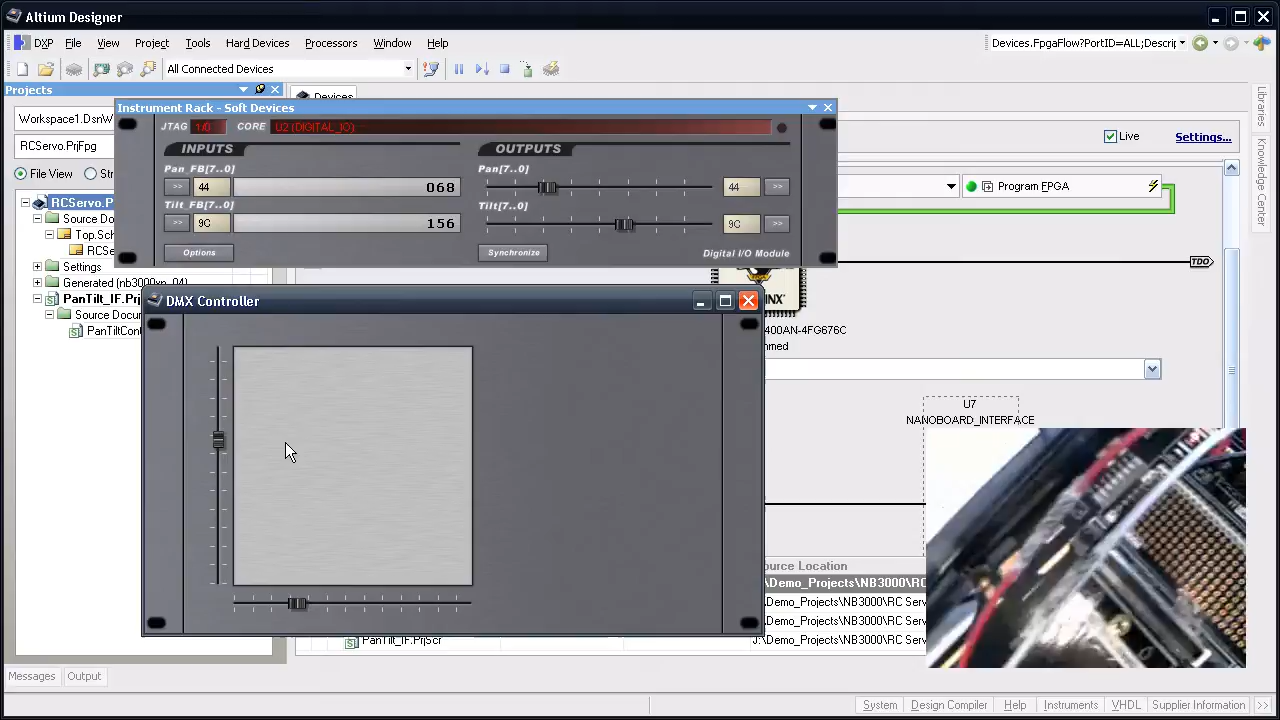 Altium Designer
DXP File View Project Tools Hard Devices Processors Window Help
Devices.FpgaFlow?PortID=ALL;Descrip
All Connected Devices
Projects
Devices
Workspace1.DsnW
RCServo.PrjFpg
File View
RCServo.P
Source Do
Top.Sch
RCSe
Settings
Generated (nb3000xn_04)
PanTilt_IF.Prj
Source Docum
PanTiltCont
Instrument Rack - Soft Devices
JTAG 1/0 CORE U2 (DIGITAL_IO)
INPUTS OUTPUTS
Pan_FB[7..0] Pan[7..0]
>> 44 068 44 >>
Tilt_FB[7..0] Tilt[7..0]
>> 9C 156 9C >>
Options Synchronize Digital I/O Module
Live Settings...
Program FPGA
TDO
400AN-4FG676C
DMX Controller
U7
NANOBOARD_INTERFACE
ource Location
:\Demo_Projects\NB3000\RC
J:\Demo_Projects\NB3000\RC Serv
J:\Demo_Projects\NB3000\RC Serv
PanTilt_IF.PrjScr J:\Demo_Projects\NB3000\RC Serv
Libraries
Knowledge Center
Messages Output
System Design Compiler Help Instruments VHDL Supplier Information >>